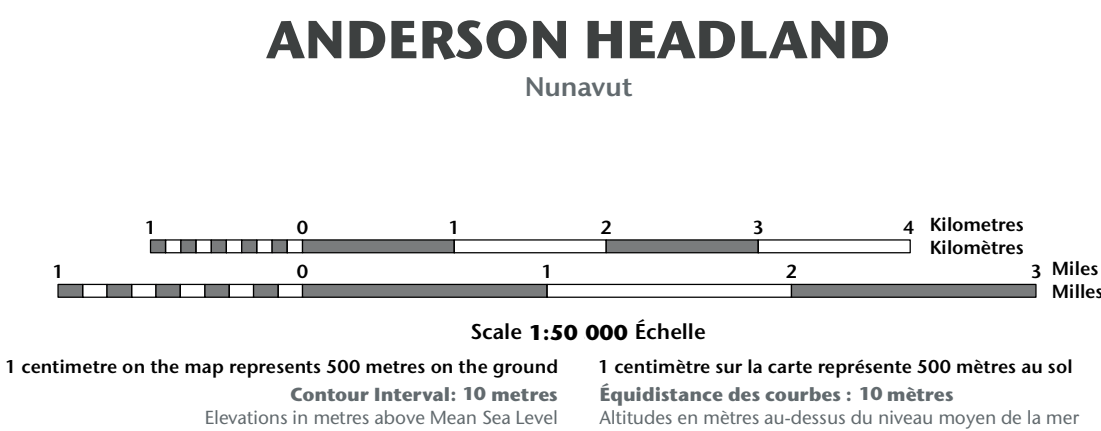 ANDERSON HEADLAND
Nunavut
1 0 1 2 3 4 Kilometres
Kilomètres
1 0 1 2 3 Miles
Milles
Scale 1:50 000 Échelle
1 centimetre on the map represents 500 metres on the ground
1 centimètre sur la carte représente 500 mètres au sol
Contour Interval: 10 metres
Équidistance des courbes : 10 mètres
Elevations in metres above Mean Sea Level
Altitudes en mètres au-dessus du niveau moyen de la mer